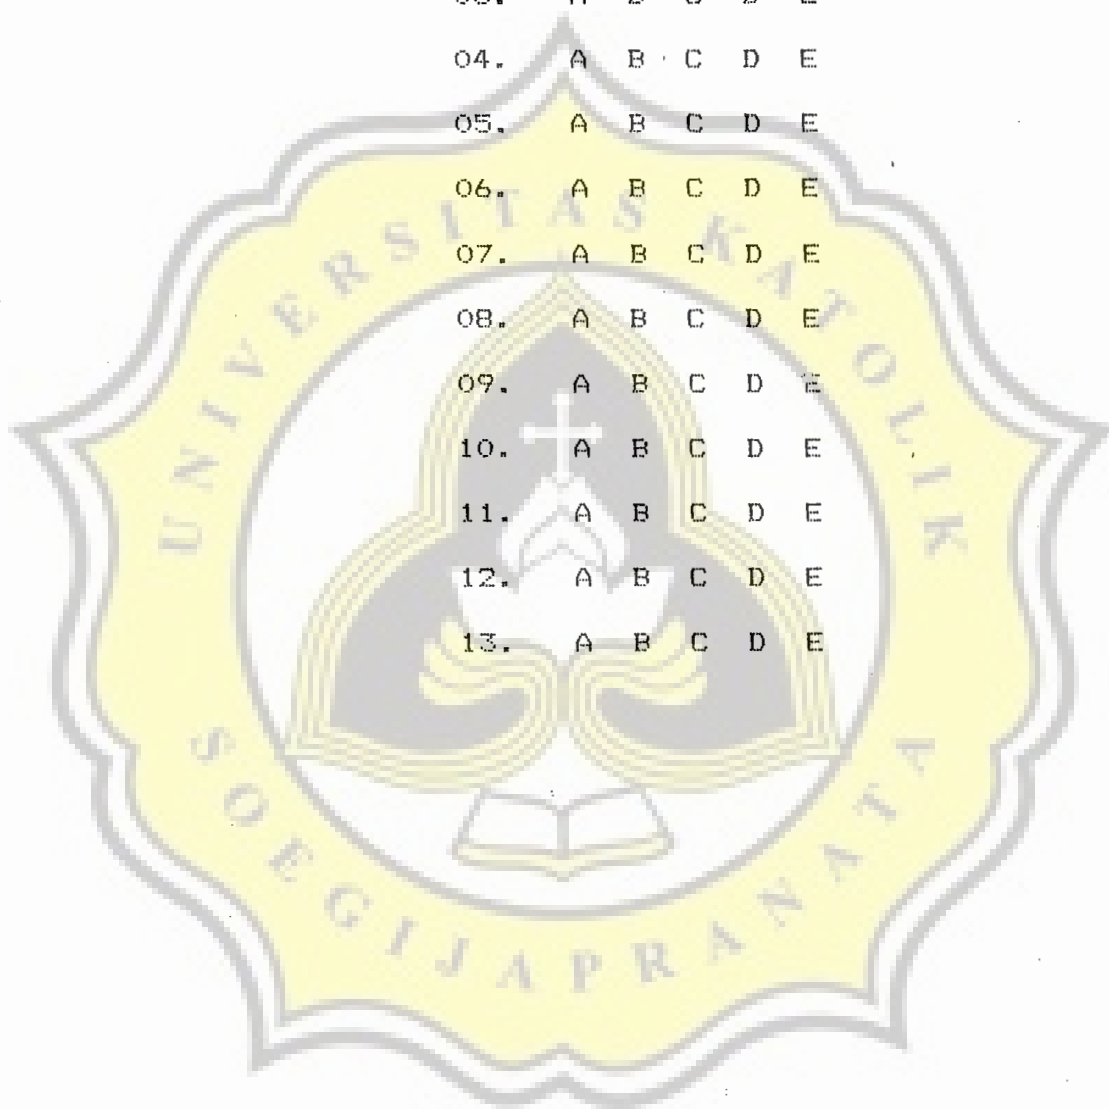 04. A B C D E
05. A B C D E
06. A B C D E
07. A B C D E
08. A B C D E
09. A B C D E
10. A B C D E
11. A B C D E
12. A B C D E
13. A B C D E
UNIVERSITAS KATOLIK
SOEGIJAPRANATA